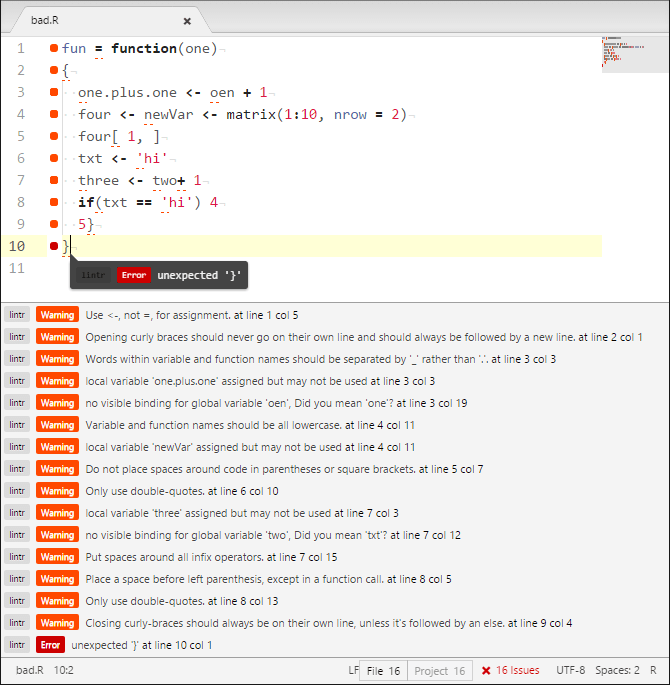 bad.R
1 fun = function(one)
2 {
3 one.plus.one <- oen + 1
4 four <- newVar <- matrix(1:10, nrow = 2)
5 four[ 1, ]
6 txt <- 'hi'
7 three <- two+ 1
8 if(txt == 'hi') 4
9 5}
10 }
lintr Error unexpected '}'
11
lintr Warning Use <-, not =, for assignment. at line 1 col 5
lintr Warning Opening curly braces should never go on their own line and should always be followed by a new line. at line 2 col 1
lintr Warning Words within variable and function names should be separated by '_' rather than '.'. at line 3 col 3
lintr Warning local variable 'one.plus.one' assigned but may not be used at line 3 col 3
lintr Warning no visible binding for global variable 'oen', Did you mean 'one'? at line 3 col 19
lintr Warning Variable and function names should be all lowercase. at line 4 col 11
lintr Warning local variable 'newVar' assigned but may not be used at line 4 col 11
lintr Warning Do not place spaces around code in parentheses or square brackets. at line 5 col 7
lintr Warning Only use double-quotes. at line 6 col 10
lintr Warning local variable 'three' assigned but may not be used at line 7 col 3
lintr Warning no visible binding for global variable 'two', Did you mean 'txt'? at line 7 col 12
lintr Warning Put spaces around all infix operators. at line 7 col 15
lintr Warning Place a space before left parenthesis, except in a function call. at line 8 col 5
lintr Warning Only use double-quotes. at line 8 col 13
lintr Warning Closing curly-braces should always be on their own line, unless it's followed by an else. at line 9 col 4
lintr Error unexpected '}' at line 10 col 1
bad.R 10:2 LF File 16 Project 16 16 Issues UTF-8 Spaces: 2 R